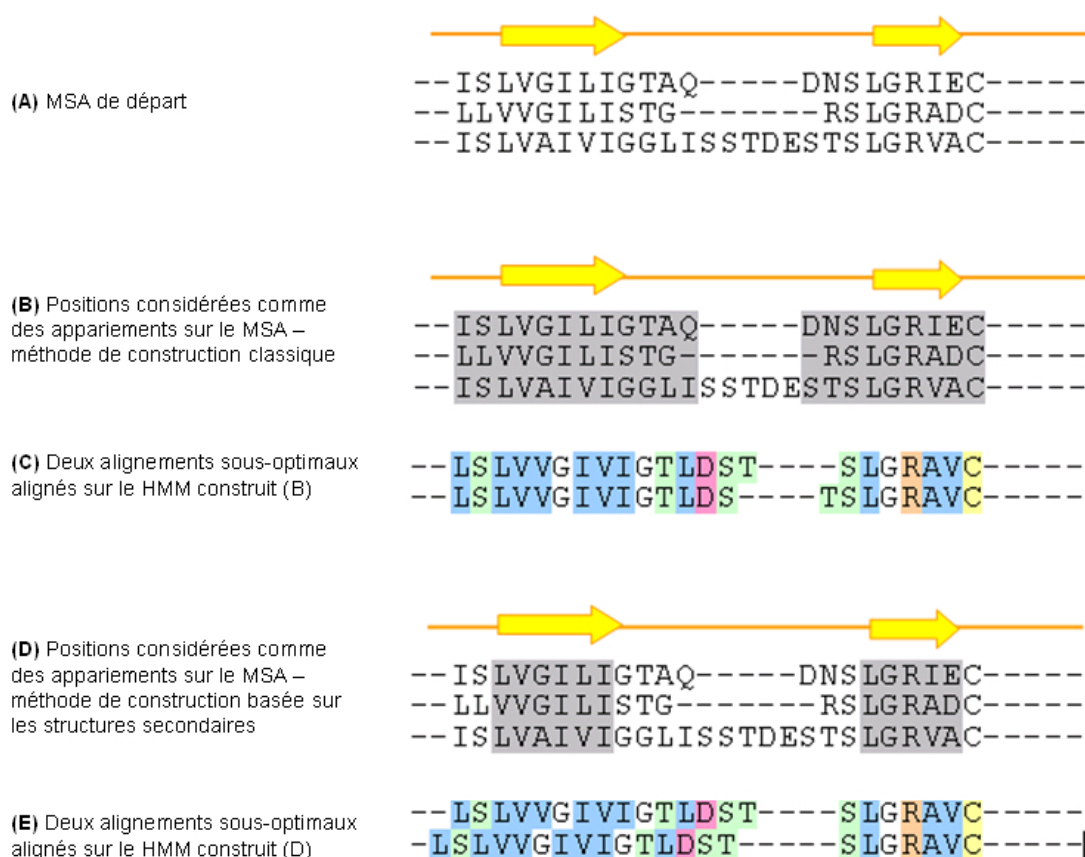 (A) MSA de départ
--ISLVGILIGTAQ-----DNSLGRIEC-----
--LLVVGILISTG-------RSLGRADC-----
--ISLVAIVIGGLISSTDESTSLGRVAC-----
(B) Positions considérées comme
des appariements sur le MSA –
méthode de construction classique
--ISLVGILIGTAQ-----DNSLGRIEC-----
--LLVVGILISTG-------RSLGRADC-----
--ISLVAIVIGGLISSTDESTSLGRVAC-----
(C) Deux alignements sous-optimaux
alignés sur le HMM construit (B)
--LSLVVGIVIGTLDST----SLGRAVC-----
--LSLVVGIVIGTLDS----TSLGRAVC-----
(D) Positions considérées comme
des appariements sur le MSA –
méthode de construction basée sur
les structures secondaires
--ISLVGILIGTAQ-----DNSLGRIEC-----
--LLVVGILISTG-------RSLGRADC-----
--ISLVAIVIGGLISSTDESTSLGRVAC-----
(E) Deux alignements sous-optimaux
alignés sur le HMM construit (D)
--LSLVVGIVIGTLDST----SLGRAVC-----
-LSLVVGIVIGTLDST-----SLGRAVC-----